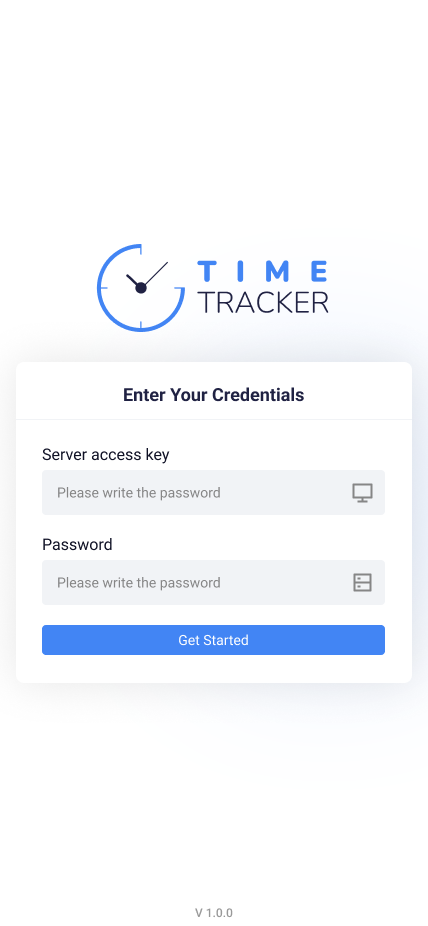 TIME
TRACKER
Enter Your Credentials
Server access key
Please write the password
Password
Please write the password
Get Started
V 1.0.0